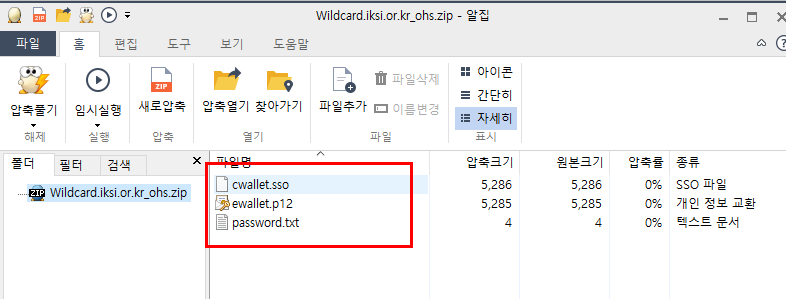 Wildcard.iksi.or.kr_ohs.zip - 알집
파일 홈 편집 도구 보기 도움말
압축풀기 임시실행 새로압축 압축열기 찾아가기 파일추가 파일삭제 이름변경 아이콘 간단히 자세히
해제 실행 압축 열기 파일 표시
폴더 필터 검색
Wildcard.iksi.or.kr_ohs.zip
파일명 압축크기 원본크기 압축률 종류
cwallet.sso 5,286 5,286 0% SSO 파일
ewallet.p12 5,285 5,285 0% 개인 정보 교환
password.txt 4 4 0% 텍스트 문서